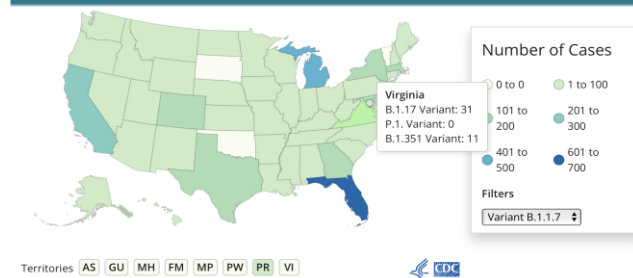 Number of Cases
0 to 0
1 to 100
Virginia
B.1.17 Variant: 31
P.1. Variant: 0
B.1.351 Variant: 11
101 to
200
201 to
300
401 to
500
601 to
700
Filters
Variant B.1.1.7
Territories AS GU MH FM MP PW PR VI
CDC